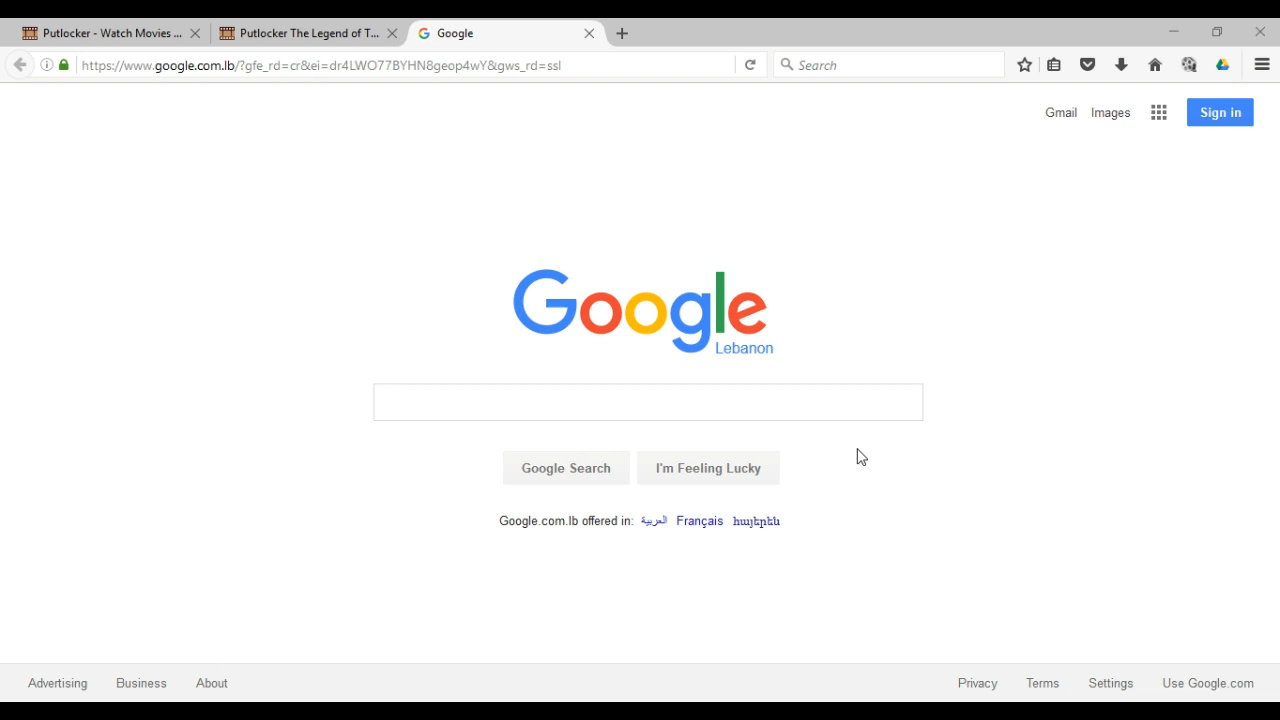 Putlocker - Watch Movies ...
Putlocker The Legend of T...
Google
https://www.google.com.lb/?gfe_rd=cr&ei=dr4LWO77BYHN8geop4wY&gws_rd=ssl
Search
Gmail Images Sign in
Google
Lebanon
Google Search I'm Feeling Lucky
Google.com.lb offered in: العربية Français հայերեն
Advertising Business About Privacy Terms Settings Use Google.com